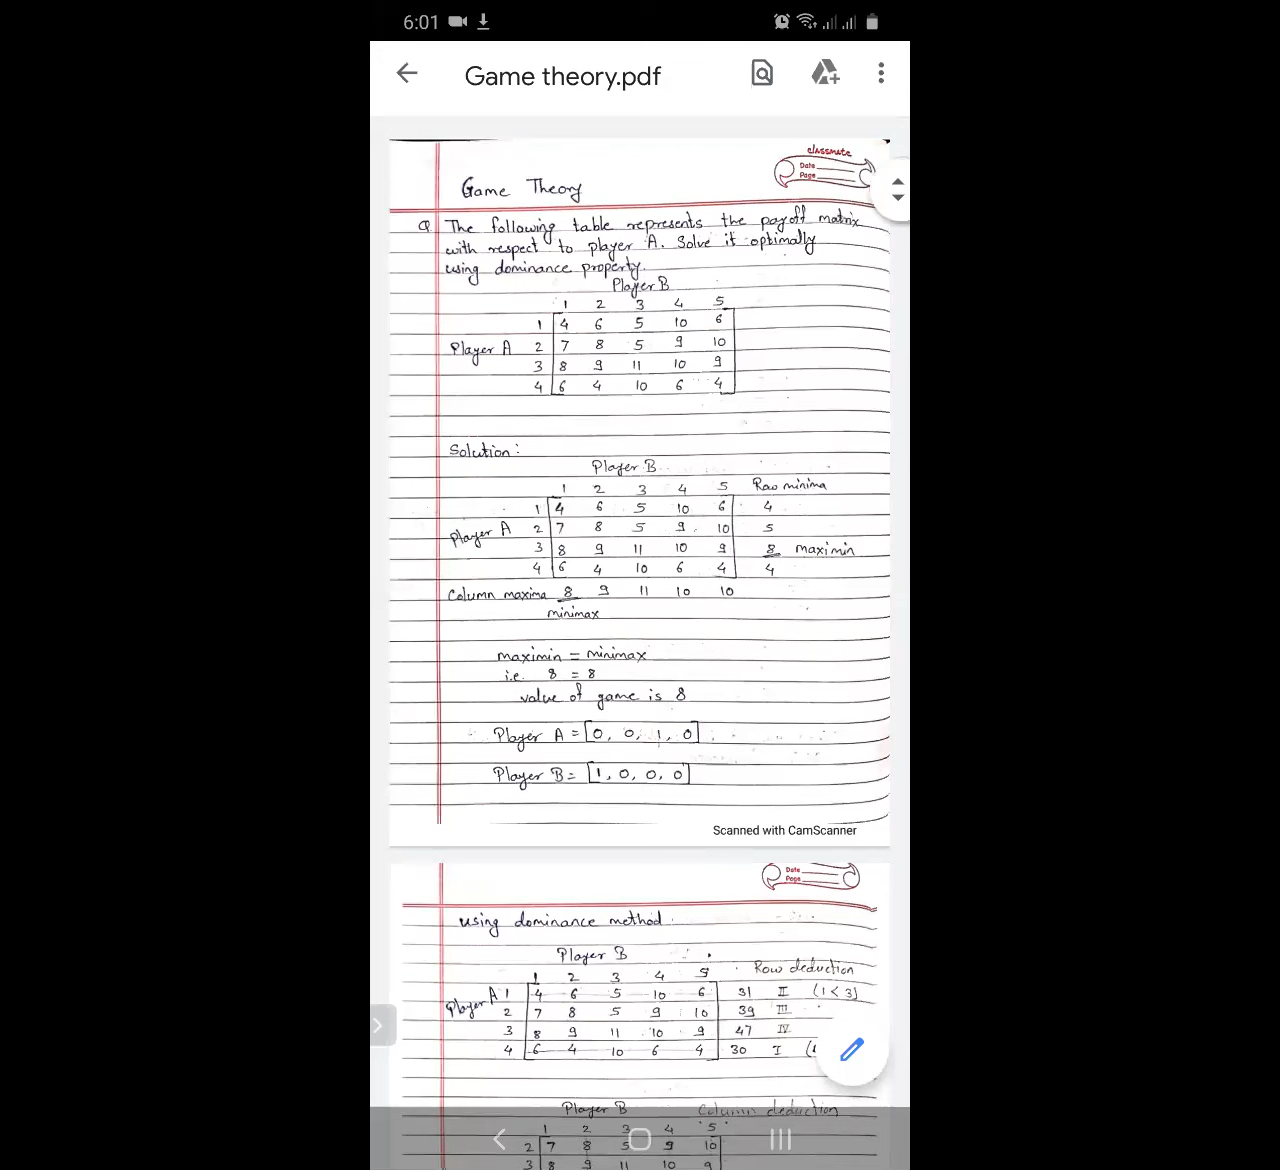 6:01
Game theory.pdf
classmate
Date
Page
Game Theory
Q The following table represents the payoff matrix
with respect to player A. Solve it optimally
using dominance property.
Player B
1 2 3 4 5
1 4 6 5 10 6
Player A 2 7 8 5 9 10
3 8 9 11 10 9
4 6 4 10 6 4
Solution:
Player B
1 2 3 4 5 Row minima
1 4 6 5 10 6 4
Player A 2 7 8 5 9 10 5
3 8 9 11 10 9 8 maximin
4 6 4 10 6 4 4
Column maxima 8 9 11 10 10
minimax
maximin = minimax
i.e. 8 = 8
value of game is 8
Player A = [0, 0, 1, 0]
Player B = [1, 0, 0, 0]
Scanned with CamScanner
Date
Page
using dominance method.
Player B
1 2 3 4 5 Row deduction
Player A 1 4 6 5 10 6 31 II (1 < 3)
2 7 8 5 9 10 39 III
3 8 9 11 10 9 47 IV
4 6 4 10 6 4 30 I (
Player B Column deduction
1 2 3 4 5
2 7 8 5 9 10
3 8 9 11 10 9